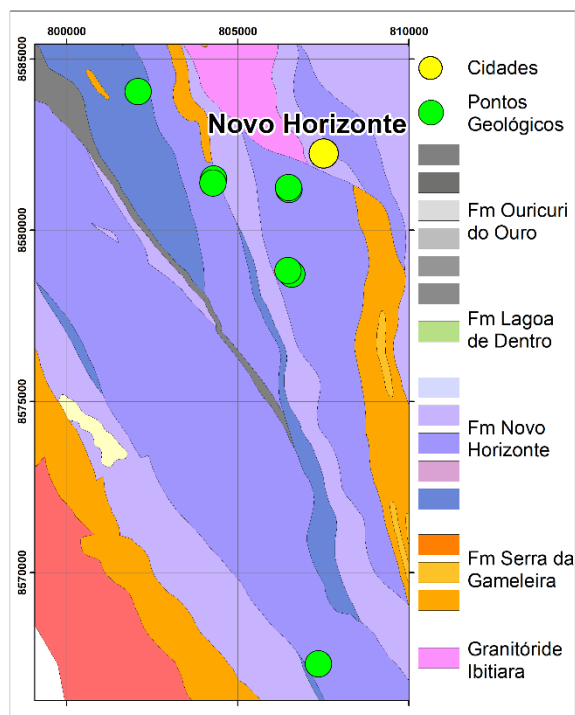 800000
805000
810000
8585000
8580000
8575000
8570000
Novo Horizonte
Cidades
Pontos
Geológicos
Fm Ouricuri
do Ouro
Fm Lagoa
de Dentro
Fm Novo
Horizonte
Fm Serra da
Gameleira
Granitóride
Ibitiara